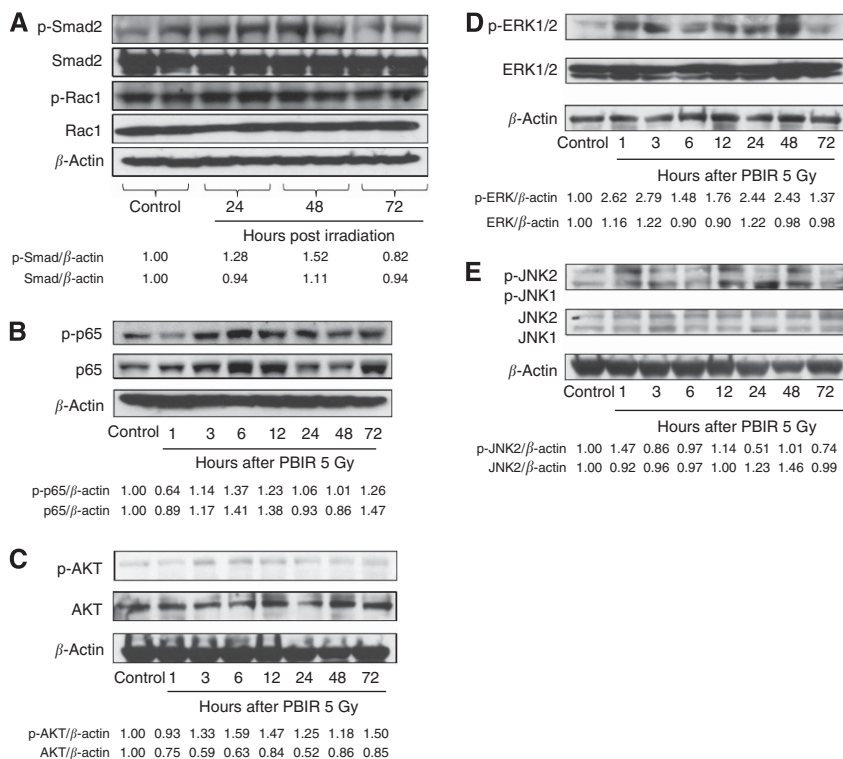 A
p-Smad2
Smad2
p-Rac1
Rac1
β-Actin
Control 24 48 72
Hours post irradiation
p-Smad/β-actin 1.00 1.28 1.52 0.82
Smad/β-actin 1.00 0.94 1.11 0.94
B
p-p65
p65
β-Actin
Control 1 3 6 12 24 48 72
Hours after PBIR 5 Gy
p-p65/β-actin 1.00 0.64 1.14 1.37 1.23 1.06 1.01 1.26
p65/β-actin 1.00 0.89 1.17 1.41 1.38 0.93 0.86 1.47
C
p-AKT
AKT
β-Actin
Control 1 3 6 12 24 48 72
Hours after PBIR 5 Gy
p-AKT/β-actin 1.00 0.93 1.33 1.59 1.47 1.25 1.18 1.50
AKT/β-actin 1.00 0.75 0.59 0.63 0.84 0.52 0.86 0.85
D
p-ERK1/2
ERK1/2
β-Actin
Control 1 3 6 12 24 48 72
Hours after PBIR 5 Gy
p-ERK/β-actin 1.00 2.62 2.79 1.48 1.76 2.44 2.43 1.37
ERK/β-actin 1.00 1.16 1.22 0.90 0.90 1.22 0.98 0.98
E
p-JNK2
p-JNK1
JNK2
JNK1
β-Actin
Control 1 3 6 12 24 48 72
Hours after PBIR 5 Gy
p-JNK2/β-actin 1.00 1.47 0.86 0.97 1.14 0.51 1.01 0.74
JNK2/β-actin 1.00 0.92 0.96 0.97 1.00 1.23 1.46 0.99